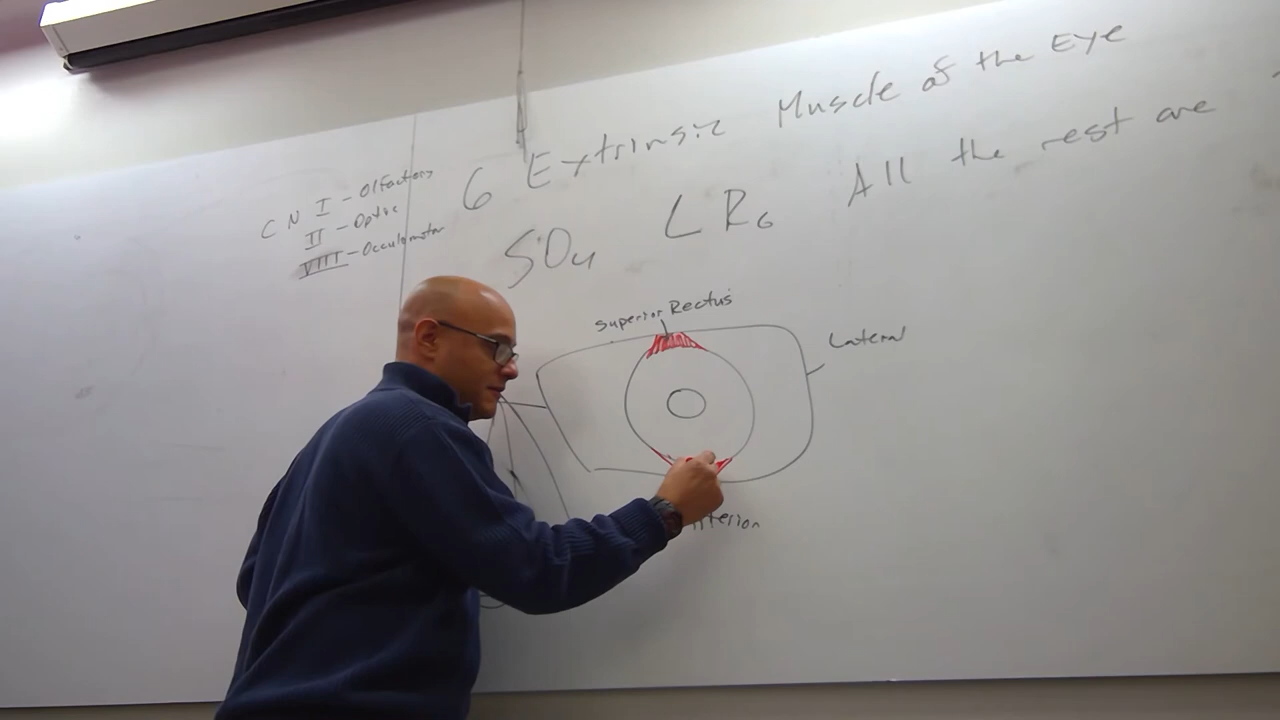 6 Extrinsic Muscle of the Eye
CN I - Olfactory
II - Optic
VIII - Occulomotor
SO4 LR6 All the rest are
Superior Rectus
Lateral